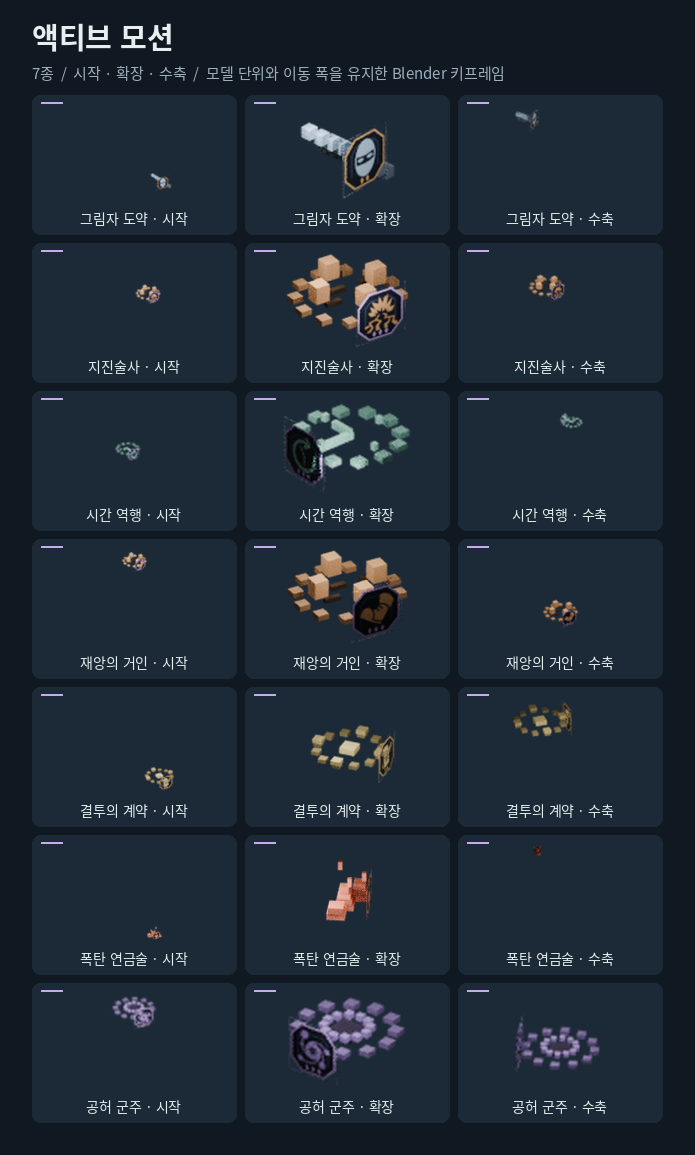 액티브 모션
7종 / 시작 · 확장 · 수축 / 모델 단위와 이동 폭을 유지한 Blender 키프레임
그림자 도약 · 시작
그림자 도약 · 확장
그림자 도약 · 수축
지진술사 · 시작
지진술사 · 확장
지진술사 · 수축
시간 역행 · 시작
시간 역행 · 확장
시간 역행 · 수축
재앙의 거인 · 시작
재앙의 거인 · 확장
재앙의 거인 · 수축
결투의 계약 · 시작
결투의 계약 · 확장
결투의 계약 · 수축
폭탄 연금술 · 시작
폭탄 연금술 · 확장
폭탄 연금술 · 수축
공허 군주 · 시작
공허 군주 · 확장
공허 군주 · 수축